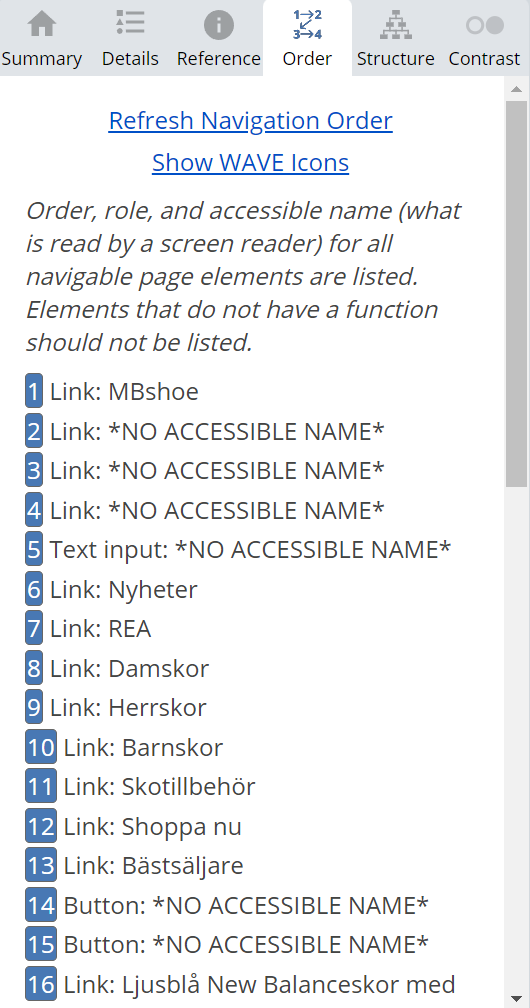 Summary Details Reference Order Structure Contrast
1→2
3→4
Refresh Navigation Order
Show WAVE Icons
Order, role, and accessible name (what
is read by a screen reader) for all
navigable page elements are listed.
Elements that do not have a function
should not be listed.
1 Link: MBshoe
2 Link: *NO ACCESSIBLE NAME*
3 Link: *NO ACCESSIBLE NAME*
4 Link: *NO ACCESSIBLE NAME*
5 Text input: *NO ACCESSIBLE NAME*
6 Link: Nyheter
7 Link: REA
8 Link: Damskor
9 Link: Herrskor
10 Link: Barnskor
11 Link: Skotillbehör
12 Link: Shoppa nu
13 Link: Bästsäljare
14 Button: *NO ACCESSIBLE NAME*
15 Button: *NO ACCESSIBLE NAME*
16 Link: Ljusblå New Balanceskor med